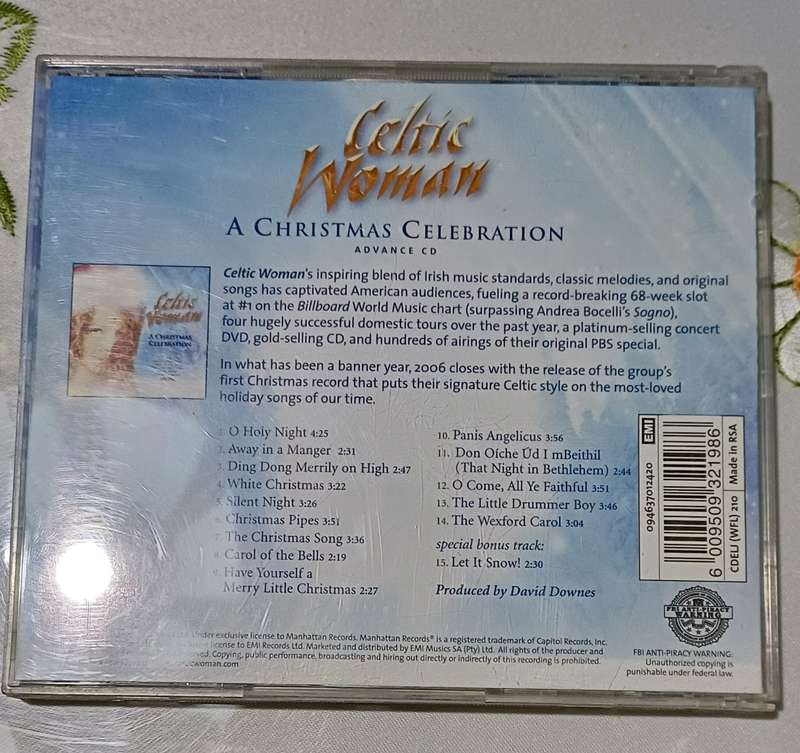 Celtic
Woman
A CHRISTMAS CELEBRATION
ADVANCE CD
Celtic Woman's inspiring blend of Irish music standards, classic melodies, and original
songs has captivated American audiences, fueling a record-breaking 68-week slot
at #1 on the Billboard World Music chart (surpassing Andrea Bocelli's Sogno),
four hugely successful domestic tours over the past year, a platinum-selling concert
DVD, gold-selling CD, and hundreds of airings of their original PBS special.
In what has been a banner year, 2006 closes with the release of the group's
first Christmas record that puts their signature Celtic style on the most-loved
holiday songs of our time.
Celtic
Woman
A CHRISTMAS
CELEBRATION
1. O Holy Night 4:25
2. Away in a Manger 2:31
3. Ding Dong Merrily on High 2:47
4. White Christmas 3:22
5. Silent Night 3:26
6. Christmas Pipes 3:51
7. The Christmas Song 3:36
8. Carol of the Bells 2:19
9. Have Yourself a
Merry Little Christmas 2:27
10. Panis Angelicus 3:56
11. Don Oíche Úd I mBeithil
(That Night in Bethlehem) 2:44
12. O Come, All Ye Faithful 3:51
13. The Little Drummer Boy 3:46
14. The Wexford Carol 3:04
special bonus track:
15. Let It Snow! 2:30
Produced by David Downes
EMI
094637012420
6 009509 321986
CDELJ (WFL) 210 Made in RSA
FBI ANTI-PIRACY
WARNING
FBI ANTI-PIRACY WARNING:
Unauthorized copying is
punishable under federal law.
Under exclusive license to Manhattan Records. Manhattan Records® is a registered trademark of Capitol Records, Inc.
license to EMI Records Ltd. Marketed and distributed by EMI Musics SA (Pty) Ltd. All rights of the producer and
Copying, public performance, broadcasting and hiring out directly or indirectly of this recording is prohibited.